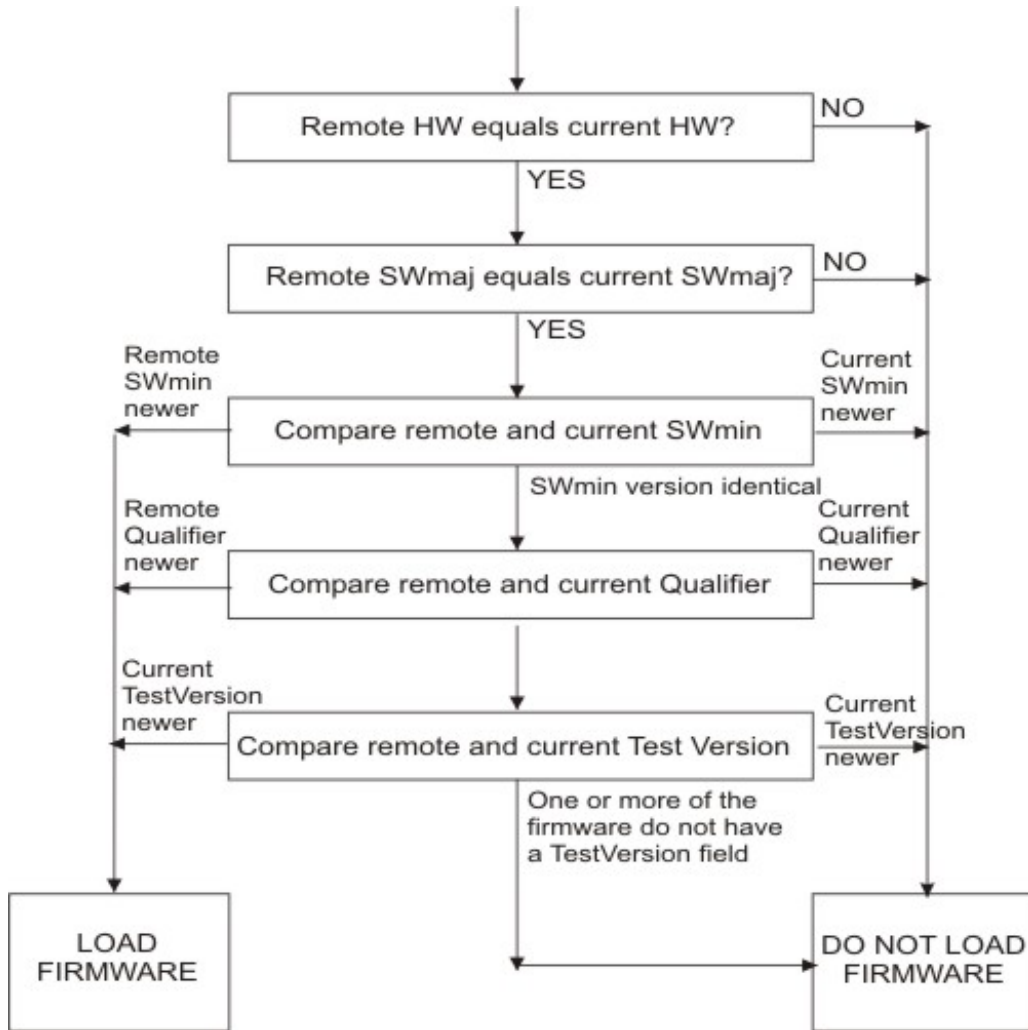 Remote HW equals current HW?
NO
YES
Remote SWmaj equals current SWmaj?
NO
YES
Remote
SWmin
newer
Current
SWmin
newer
Compare remote and current SWmin
SWmin version identical
Remote
Qualifier
newer
Current
Qualifier
newer
Compare remote and current Qualifier
Current
TestVersion
newer
Current
TestVersion
newer
Compare remote and current Test Version
One or more of the
firmware do not have
a TestVersion field
LOAD
FIRMWARE
DO NOT LOAD
FIRMWARE